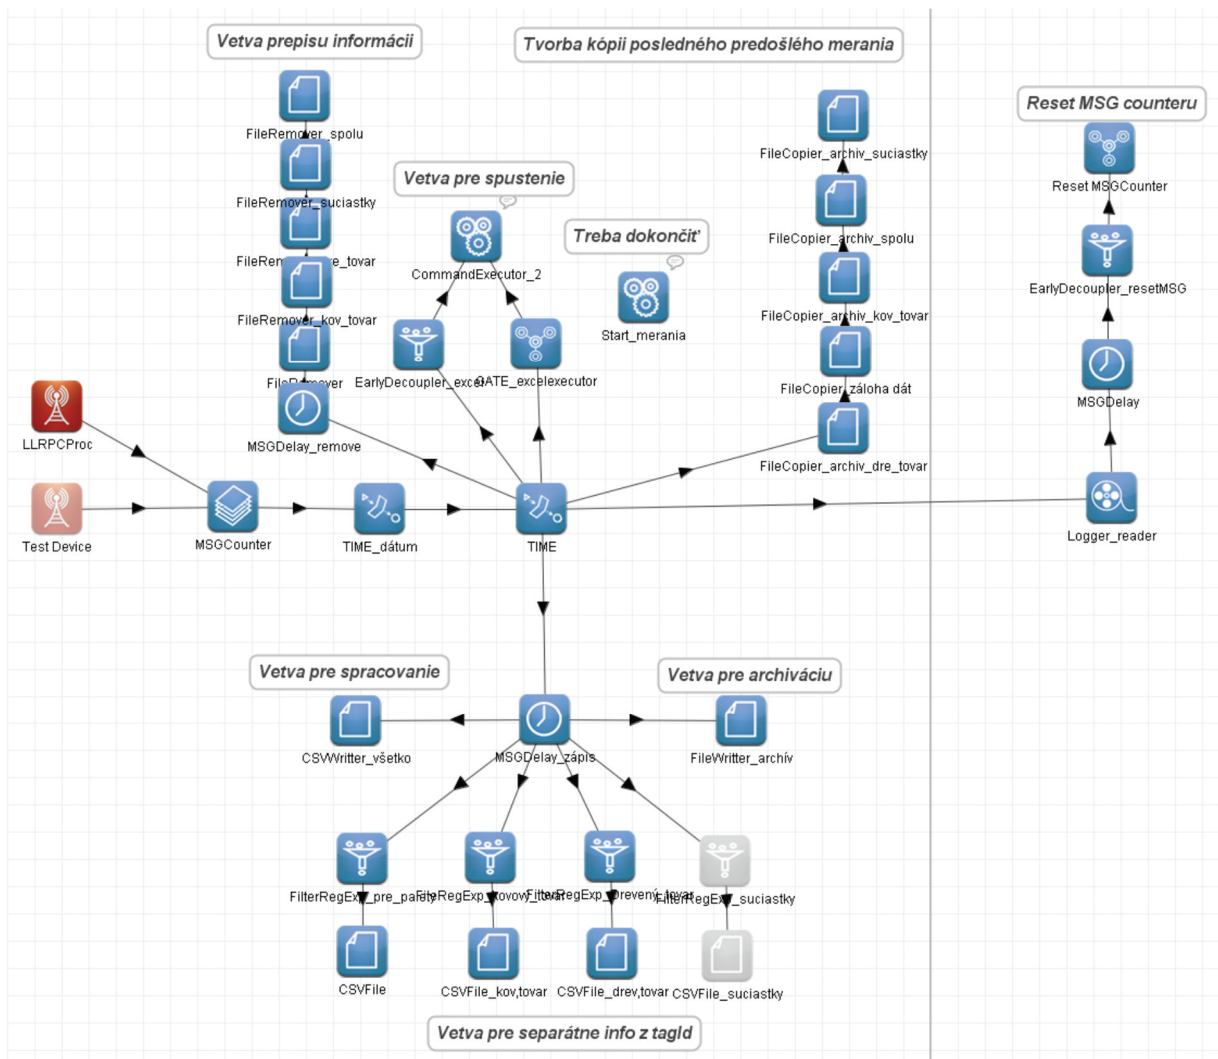 Vetva prepisu informácii
Tvorba kópii posledného predošlého merania
Reset MSG counteru
FileRemover_spolu
FileRemover_suciastky
FileRemover_kov_tovar
FileRemover
MSGDelay_remove
Vetva pre spustenie
CommandExecutor_2
EarlyDecoupler_excel
GATE_excelexecutor
Treba dokončiť
Start_merania
FileCopier_archiv_suciastky
FileCopier_archiv_spolu
FileCopier_archiv_kov_tovar
FileCopier_záloha dát
FileCopier_archiv_dre_tovar
Reset MSGCounter
EarlyDecoupler_resetMSG
MSGDelay
Logger_reader
LLRPCProc
Test Device
MSGCounter
TIME_dátum
TIME
Vetva pre spracovanie
Vetva pre archiváciu
CSVWritter_všetko
MSGDelay_zápis
FileWritter_archív
FilterRegExp_pre_palety
FilterRegExp_suciastky
CSVFile
CSVFile_kov,tovar
CSVFile_drev,tovar
CSVFile_suciastky
Vetva pre separátne info z tagId